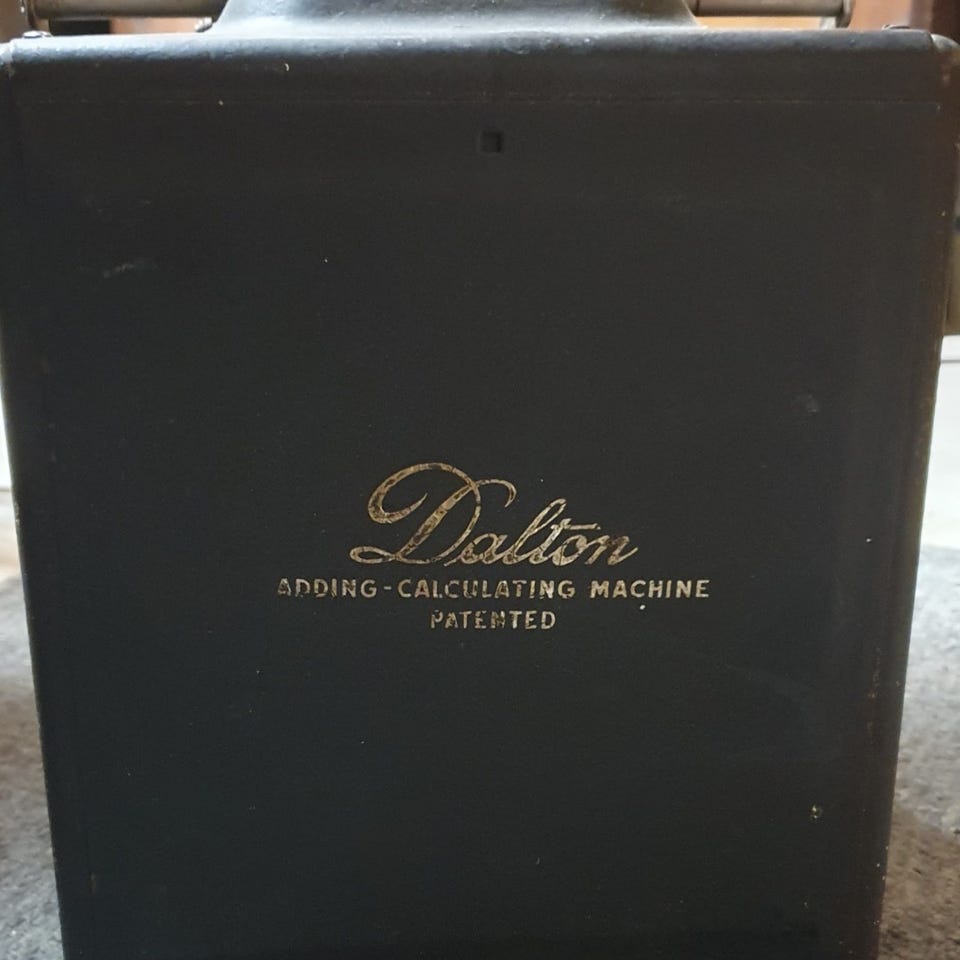 Dalton
ADDING-CALCULATING MACHINE
PATENTED